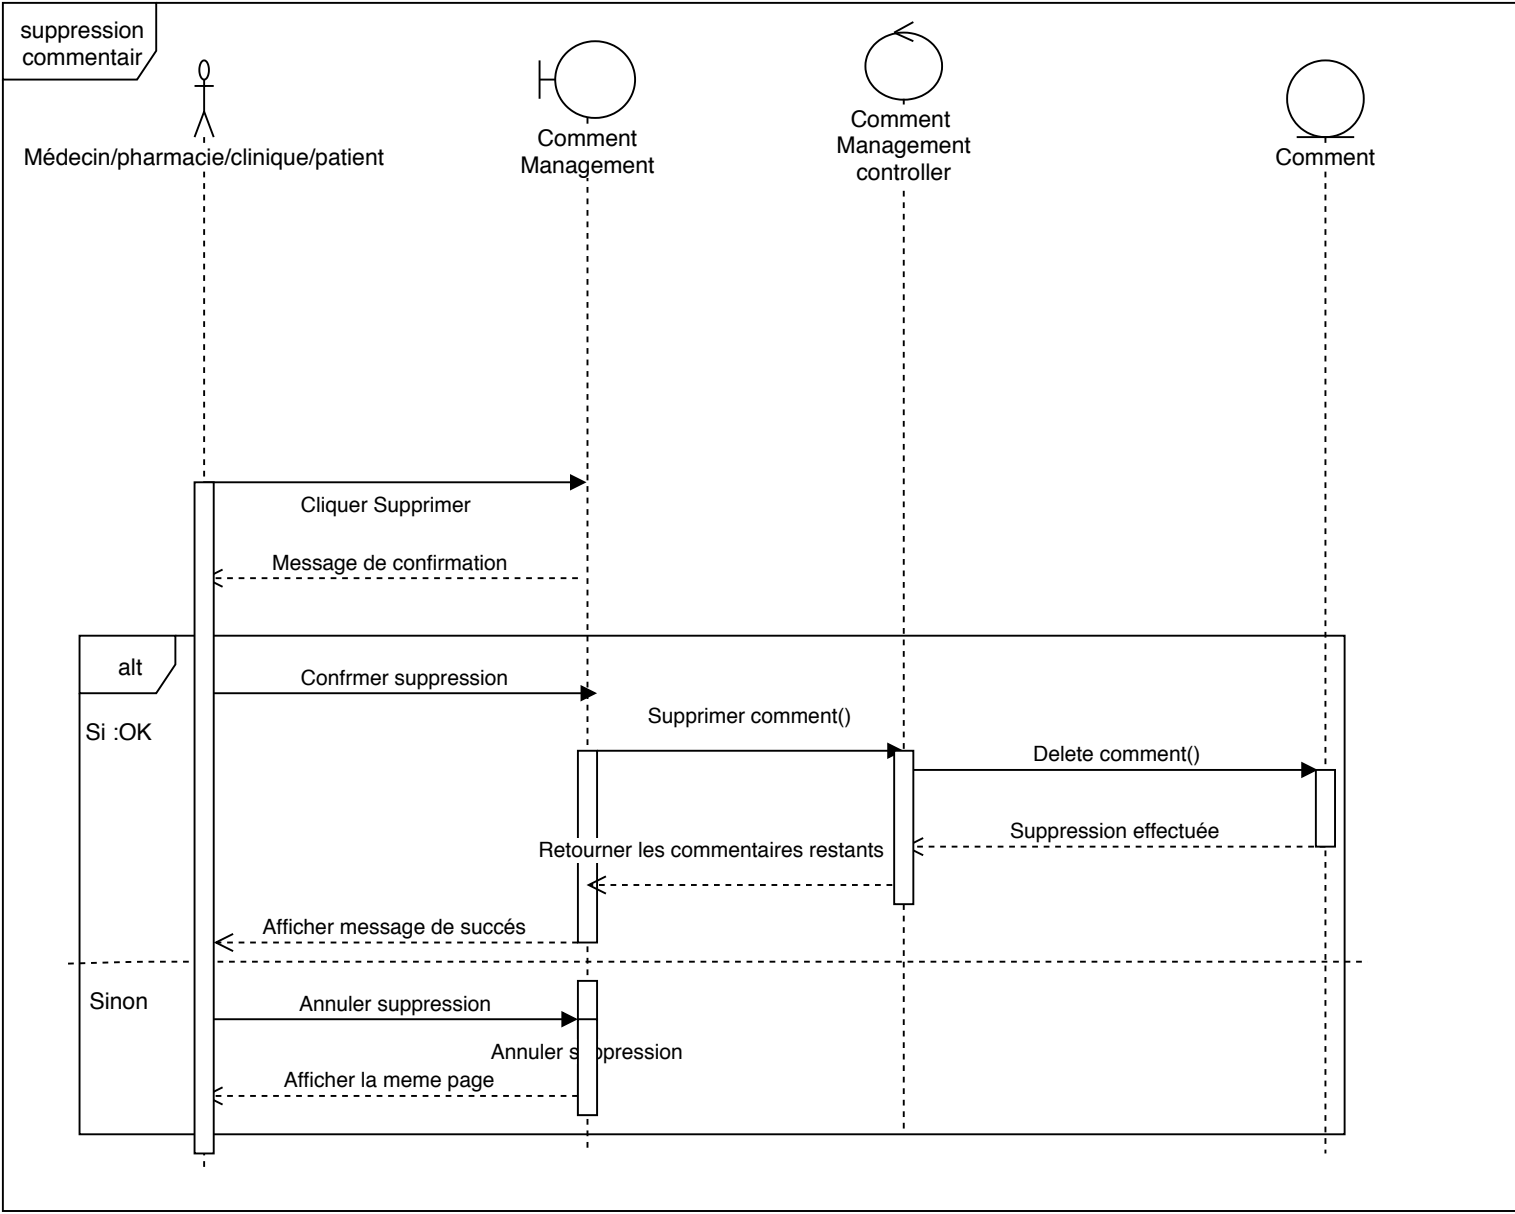 suppression
commentair
Médecin/pharmacie/clinique/patient
Comment
Management
Comment
Management
controller
Comment
Cliquer Supprimer
Message de confirmation
alt
Confrmer suppression
Si :OK
Supprimer comment()
Delete comment()
Suppression effectuée
Retourner les commentaires restants
Afficher message de succés
Sinon
Annuler suppression
Annuler suppression
Afficher la meme page